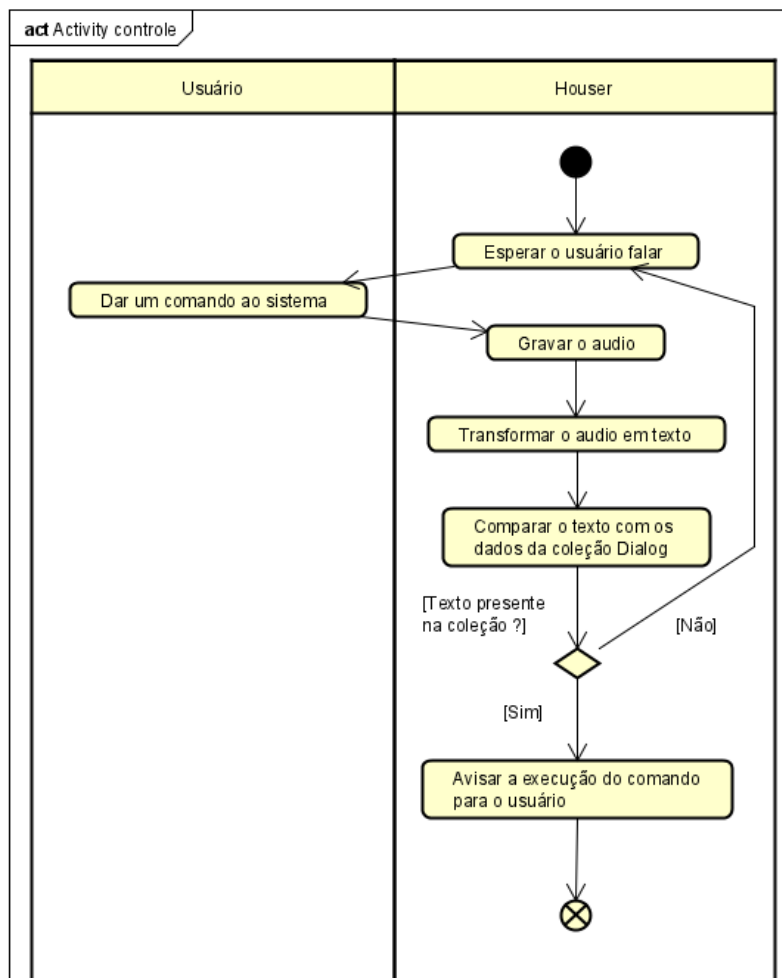 act Activity controle
Usuário
Houser
Esperar o usuário falar
Dar um comando ao sistema
Gravar o audio
Transformar o audio em texto
Comparar o texto com os
dados da coleção Dialog
[Texto presente
na coleção ?]
[Não]
[Sim]
Avisar a execução do comando
para o usuário